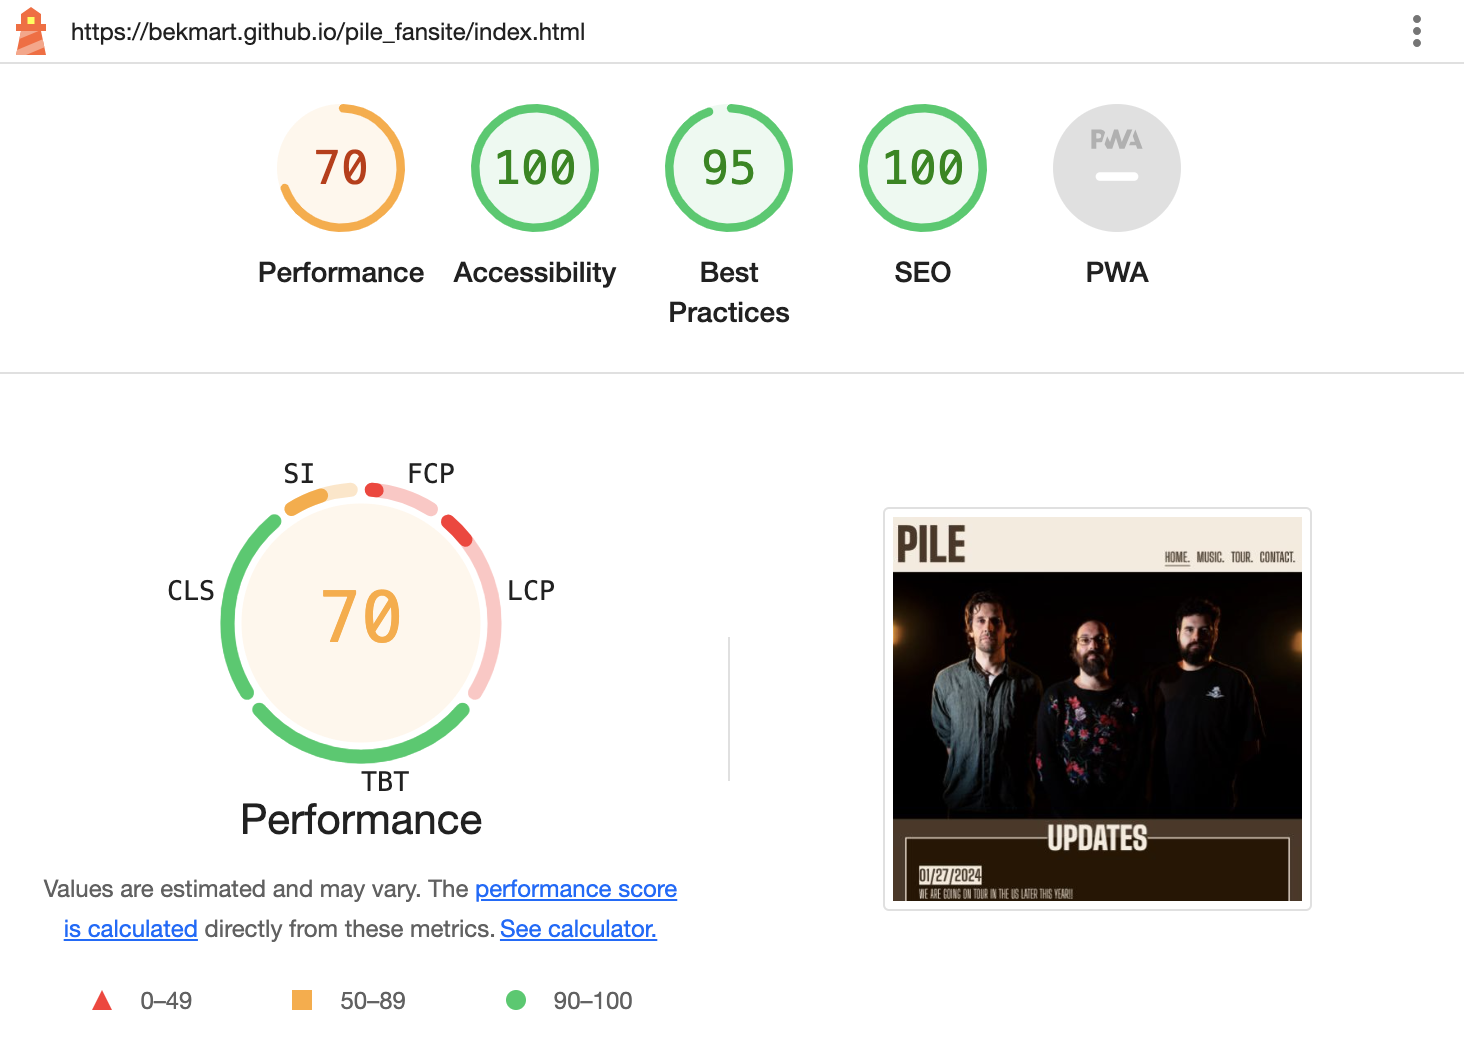 https://bekmart.github.io/pile_fansite/index.html
70
100
95
100
PWA
Performance
Accessibility
Best
Practices
SEO
PWA
SI
FCP
CLS
LCP
70
TBT
Performance
Values are estimated and may vary. The performance score
is calculated directly from these metrics. See calculator.
0–49
50–89
90–100
PILE
HOME. MUSIC. TOUR. CONTACT.
UPDATES
01/27/2024
WE ARE GOING ON TOUR IN THE US LATER THIS YEAR!!